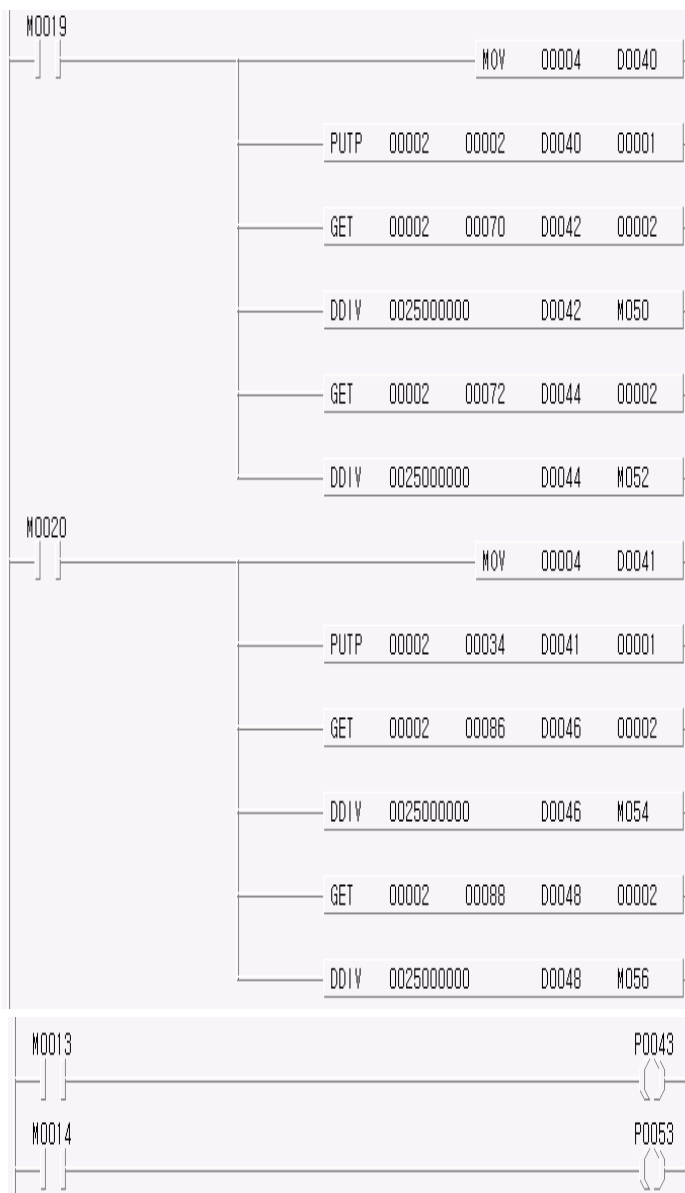 M0019
MOV 00004 D0040
PUTP 00002 00002 D0040 00001
GET 00002 00070 D0042 00002
DDIV 0025000000 D0042 M050
GET 00002 00072 D0044 00002
DDIV 0025000000 D0044 M052
M0020
MOV 00004 D0041
PUTP 00002 00034 D0041 00001
GET 00002 00086 D0046 00002
DDIV 0025000000 D0046 M054
GET 00002 00088 D0048 00002
DDIV 0025000000 D0048 M056
M0013 P0043
M0014 P0053